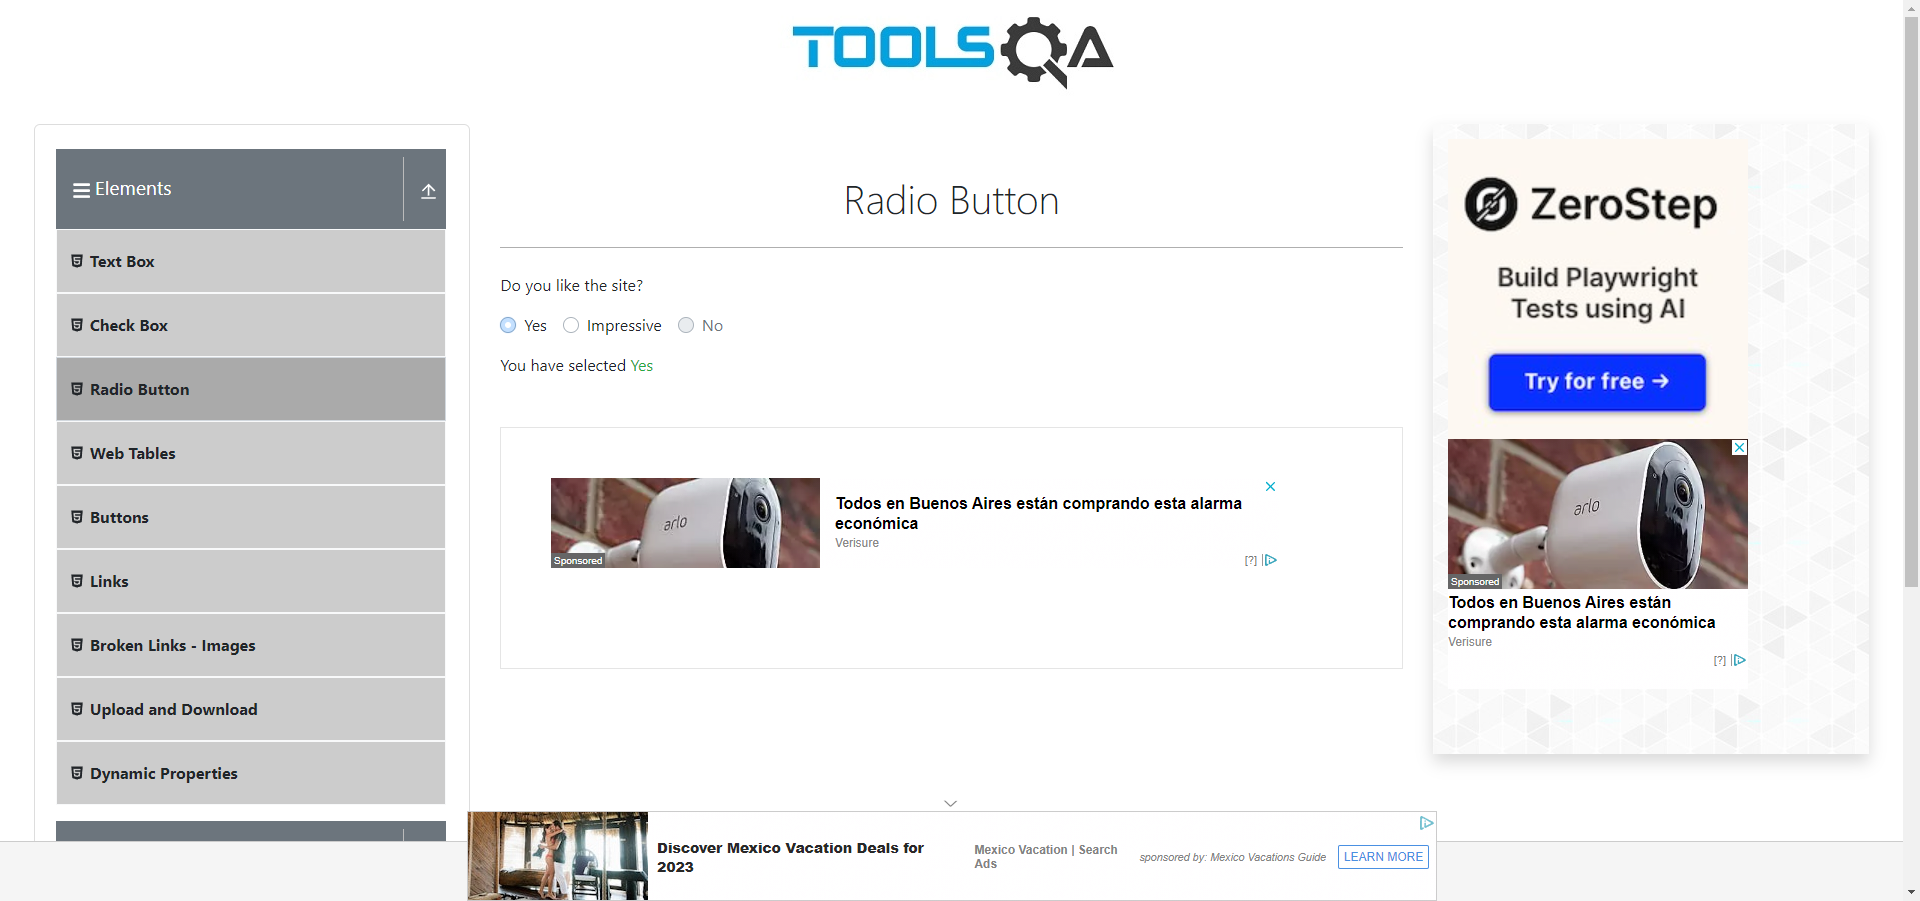 TOOLSQA
Elements
Text Box
Check Box
Radio Button
Web Tables
Buttons
Links
Broken Links - Images
Upload and Download
Dynamic Properties
Radio Button
Do you like the site?
Yes Impressive No
You have selected Yes
arlo
Sponsored
Todos en Buenos Aires están comprando esta alarma
económica
Verisure
[?]
ZeroStep
Build Playwright
Tests using AI
Try for free →
arlo
Sponsored
Todos en Buenos Aires están
comprando esta alarma económica
Verisure
[?]
Discover Mexico Vacation Deals for
2023
Mexico Vacation | Search
Ads
sponsored by: Mexico Vacations Guide
LEARN MORE